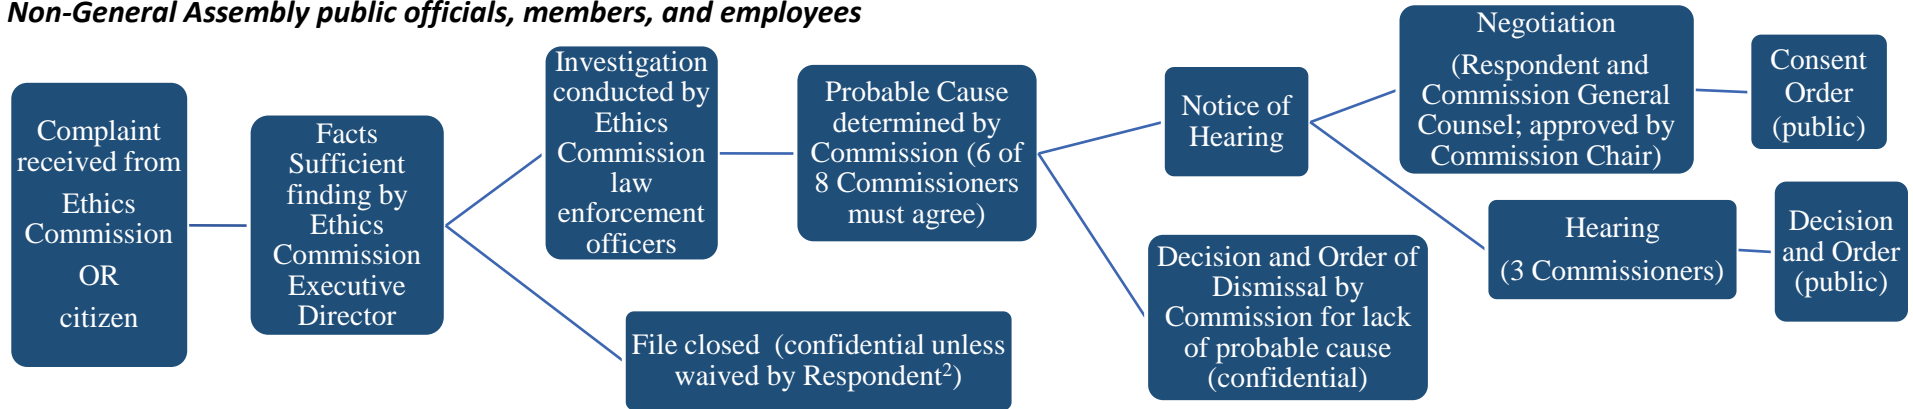 Non-General Assembly public officials, members, and employees
Complaint
received from
Ethics
Commission
OR
citizen
Facts
Sufficient
finding by
Ethics
Commission
Executive
Director
Investigation
conducted by
Ethics
Commission
law
enforcement
officers
File closed  (confidential unless
waived by Respondent²)
Probable Cause
determined by
Commission (6 of
8 Commissioners
must agree)
Notice of
Hearing
Decision and Order of
Dismissal by
Commission for lack
of probable cause
(confidential)
Negotiation
(Respondent and
Commission General
Counsel; approved by
Commission Chair)
Consent
Order
(public)
Hearing
(3 Commissioners)
Decision
and Order
(public)